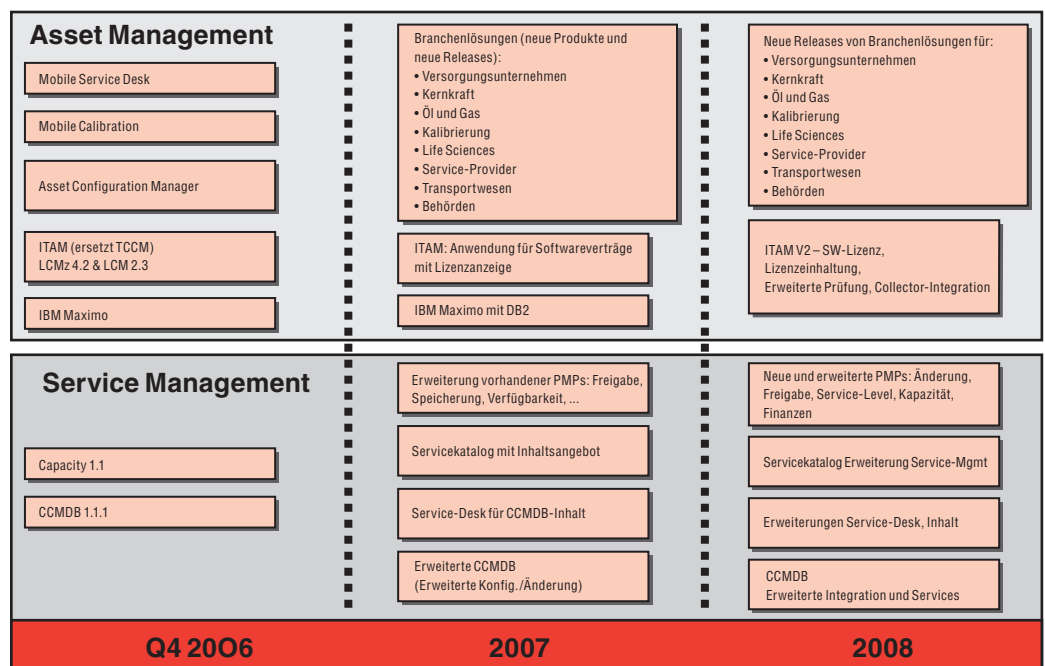 Asset Management
Mobile Service Desk
Mobile Calibration
Asset Configuration Manager
ITAM (ersetzt TCCM)
LCMz 4.2 & LCM 2.3
IBM Maximo
Branchenlösungen (neue Produkte und
neue Releases):
• Versorgungsunternehmen
• Kernkraft
• Öl und Gas
• Kalibrierung
• Life Sciences
• Service-Provider
• Transportwesen
• Behörden
ITAM: Anwendung für Softwareverträge
mit Lizenzanzeige
IBM Maximo mit DB2
Neue Releases von Branchenlösungen für:
• Versorgungsunternehmen
• Kernkraft
• Öl und Gas
• Kalibrierung
• Life Sciences
• Service-Provider
• Transportwesen
• Behörden
ITAM V2 – SW-Lizenz,
Lizenzeinhaltung,
Erweiterte Prüfung, Collector-Integration
Service Management
Capacity 1.1
CCMDB 1.1.1
Erweiterung vorhandener PMPs: Freigabe,
Speicherung, Verfügbarkeit, ...
Servicekatalog mit Inhaltsangebot
Service-Desk für CCMDB-Inhalt
Erweiterte CCMDB
(Erweiterte Konfig./Änderung)
Neue und erweiterte PMPs: Änderung,
Freigabe, Service-Level, Kapazität,
Finanzen
Servicekatalog Erweiterung Service-Mgmt
Erweiterungen Service-Desk, Inhalt
CCMDB
Erweiterte Integration und Services
Q4 20O6
2007
2008